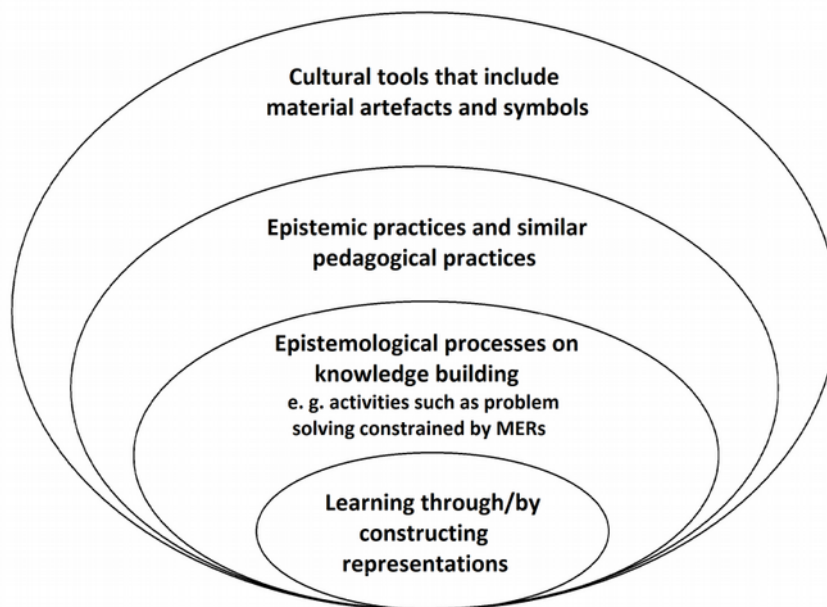 Cultural tools that include
material artefacts and symbols
Epistemic practices and similar
pedagogical practices
Epistemological processes on
knowledge building
e. g. activities such as problem
solving constrained by MERs
Learning through/by
constructing
representations